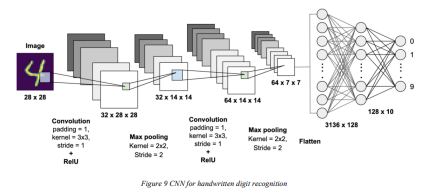 Image
28 x 28
Convolution
padding = 1,
kernel = 3x3,
stride = 1
+
RelU
32 x 28 x 28
Max pooling
Kernel = 2x2,
Stride = 2
32 x 14 x 14
Convolution
padding = 1,
kernel = 3x3,
stride = 1
+
RelU
64 x 14 x 14
Max pooling
Kernel = 2x2,
Stride = 2
64 x 7 x 7
Flatten
3136 x 128
128 x 10
0
1
9
Figure 9 CNN for handwritten digit recognition